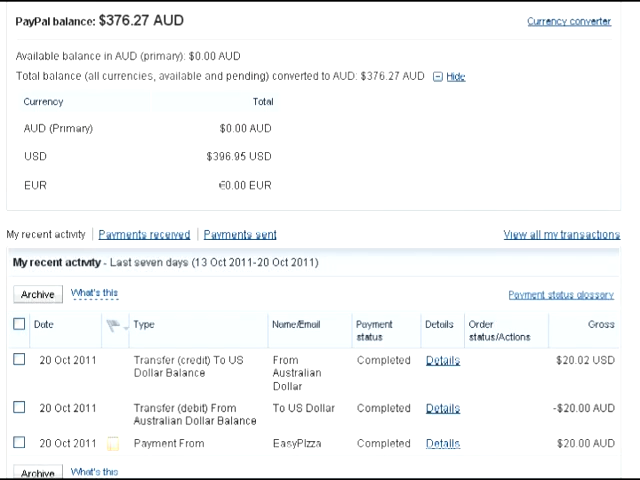 PayPal balance: $376.27 AUD Currency converter
Available balance in AUD (primary): $0.00 AUD
Total balance (all currencies, available and pending) converted to AUD: $376.27 AUD Hide
Currency Total
AUD (Primary) $0.00 AUD
USD $396.95 USD
EUR €0.00 EUR
My recent activity | Payments received | Payments sent View all my transactions
My recent activity - Last seven days (13 Oct 2011-20 Oct 2011)
Archive What's this Payment status glossary
Date Type Name/Email Payment status Details Order status/Actions Gross
20 Oct 2011 Transfer (credit) To US Dollar Balance From Australian Dollar Completed Details $20.02 USD
20 Oct 2011 Transfer (debit) From Australian Dollar Balance To US Dollar Completed Details -$20.00 AUD
20 Oct 2011 Payment From EasyPizza Completed Details $20.00 AUD
Archive What's this